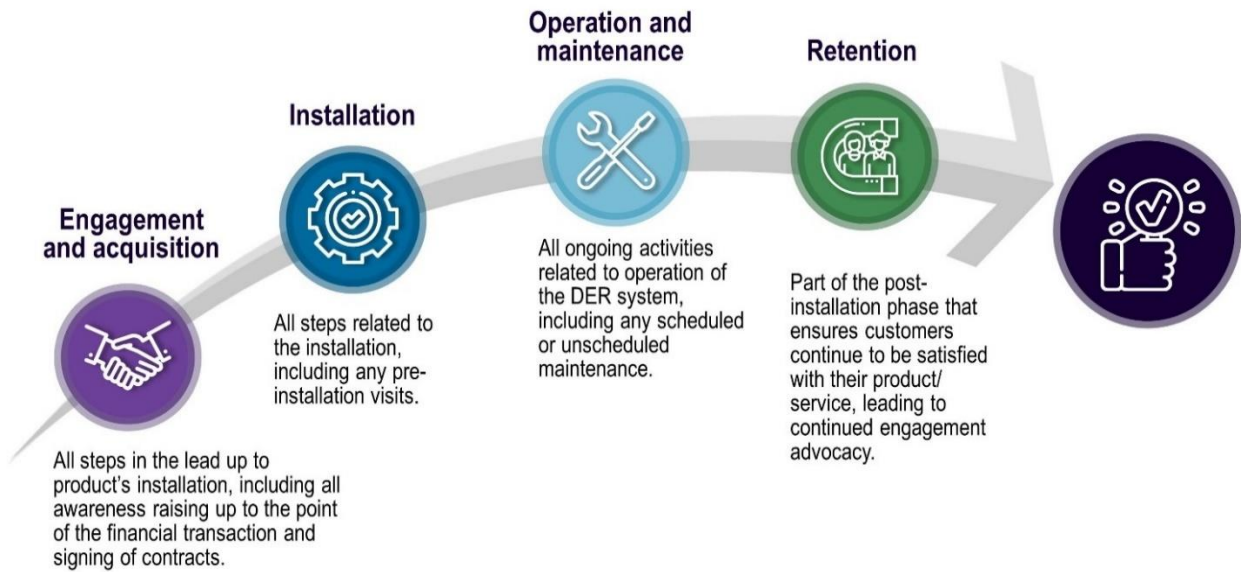 Engagement
and acquisition
All steps in the lead up to
product's installation, including all
awareness raising up to the point
of the financial transaction and
signing of contracts.
Installation
All steps related to
the installation,
including any pre-
installation visits.
Operation and
maintenance
All ongoing activities
related to operation of
the DER system,
including any scheduled
or unscheduled
maintenance.
Retention
Part of the post-
installation phase that
ensures customers
continue to be satisfied
with their product/
service, leading to
continued engagement
advocacy.